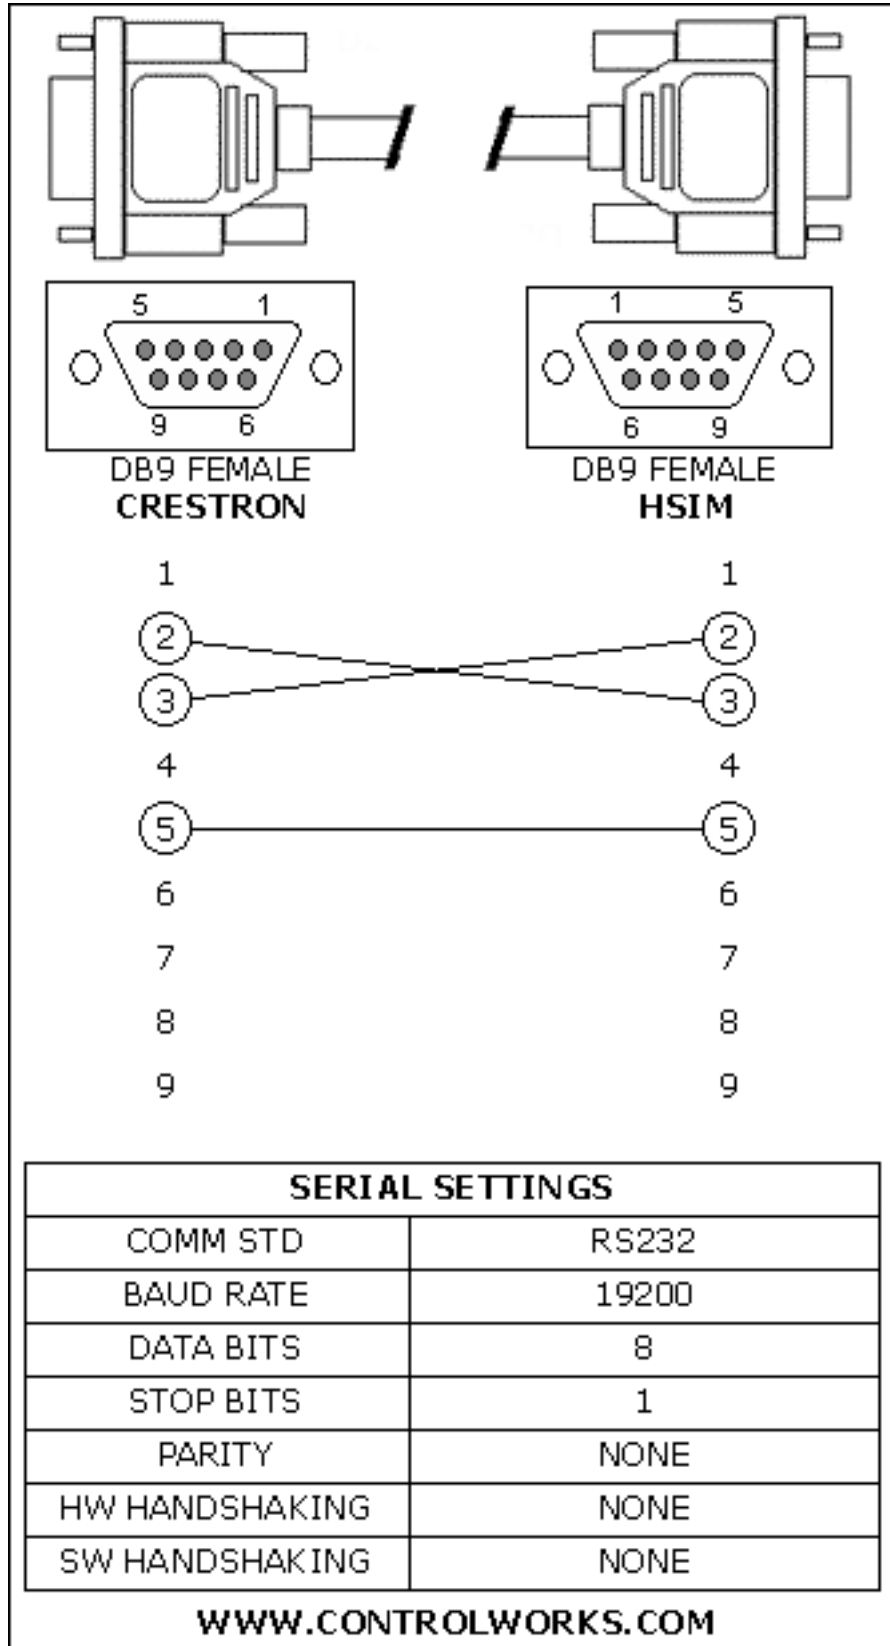 5 1 1 5
9 6 6 9
DB9 FEMALE DB9 FEMALE
CRESTRON HSIM
1 1
2 2
3 3
4 4
5 5
6 6
7 7
8 8
9 9
SERIAL SETTINGS
COMM STD RS232
BAUD RATE 19200
DATA BITS 8
STOP BITS 1
PARITY NONE
HW HANDSHAKING NONE
SW HANDSHAKING NONE
WWW.CONTROLWORKS.COM